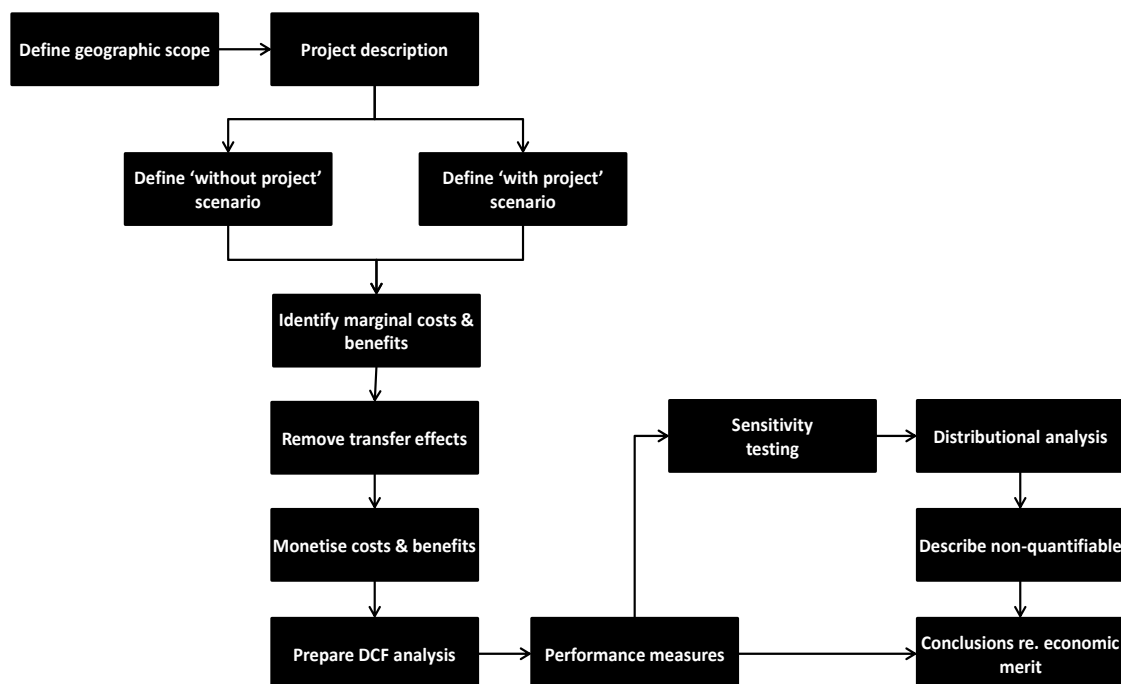 Define geographic scope
Project description
Define ‘without project’
scenario
Define ‘with project’
scenario
Identify marginal costs &
benefits
Remove transfer effects
Sensitivity
testing
Distributional analysis
Monetise costs & benefits
Describe non-quantifiable
Prepare DCF analysis
Performance measures
Conclusions re. economic
merit